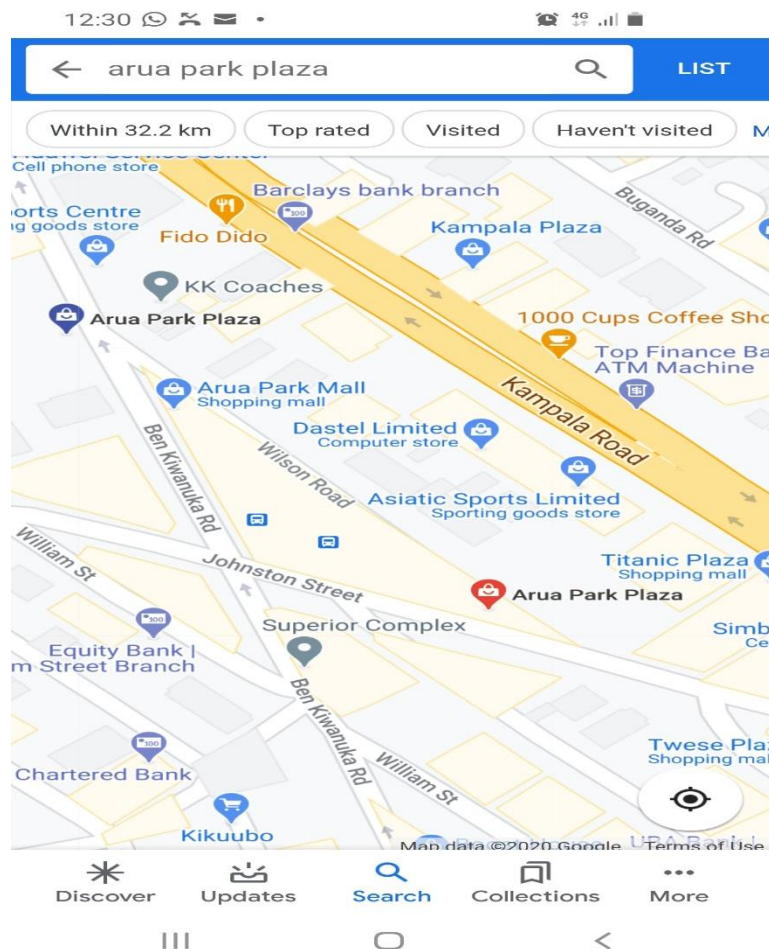 12:30
4G
arua park plaza
LIST
Within 32.2 km
Top rated
Visited
Haven't visited
M
Cell phone store
Barclays bank branch
Buganda Rd
orts Centre
ng goods store
Fido Dido
Kampala Plaza
KK Coaches
Arua Park Plaza
1000 Cups Coffee Sho
Top Finance Ba
ATM Machine
Arua Park Mall
Shopping mall
Kampala Road
Dastel Limited
Computer store
Ben Kiwanuka Rd
Wilson Road
Asiatic Sports Limited
Sporting goods store
William St
Johnston Street
Titanic Plaza
Shopping mall
Arua Park Plaza
Superior Complex
Simb
Ce
Equity Bank |
m Street Branch
Ben Kiwanuka Rd
Twese Pla
Shopping mal
Chartered Bank
William St
Kikuubo
Map data ©2020 Google
Terms of Use
Discover
Updates
Search
Collections
More